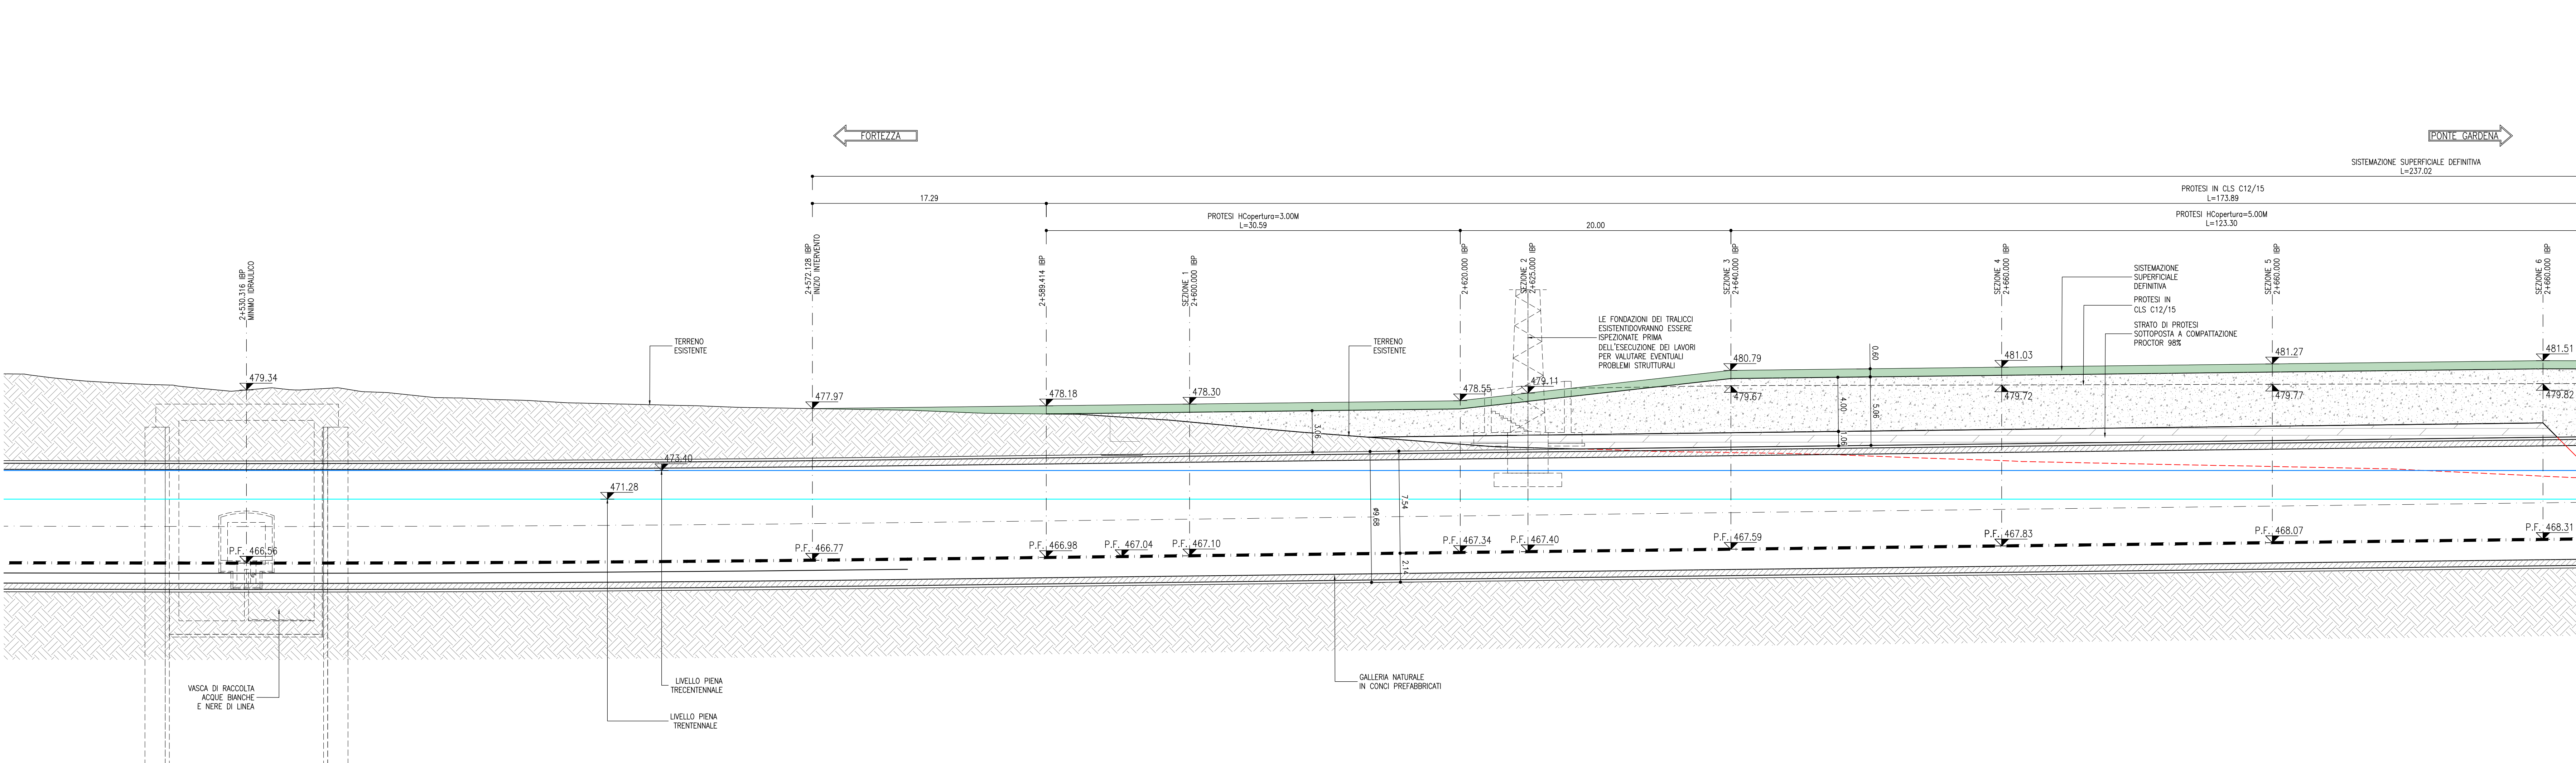 FORTEZZA
PONTE GARDENA
SISTEMAZIONE SUPERFICIALE DEFINITIVA
L=237.02
17.29
PROTESI IN CLS C12/15
L=173.89
PROTESI HCopertura=3.00M
L=30.59
20.00
PROTESI HCopertura=5.00M
L=123.30
2+530.316 IBP
MINIMO IDRAULICO
2+572.128 IBP
INIZIO INTERVENTO
2+589.414 IBP
SEZIONE 1
2+600.000 IBP
2+620.000 IBP
SEZIONE 2
2+625.000 IBP
SEZIONE 3
2+640.000 IBP
SEZIONE 4
2+660.000 IBP
SEZIONE 5
2+660.000 IBP
SEZIONE 6
2+660.000 IBP
SISTEMAZIONE
SUPERFICIALE
DEFINITIVA
PROTESI IN
CLS C12/15
STRATO DI PROTESI
SOTTOPOSTA A COMPATTAZIONE
PROCTOR 98%
LE FONDAZIONI DEI TRALICCI
ESISTENTIDOVRANNO ESSERE
ISPEZIONATE PRIMA
DELL'ESECUZIONE DEI LAVORI
PER VALUTARE EVENTUALI
PROBLEMI STRUTTURALI
TERRENO
ESISTENTE
TERRENO
ESISTENTE
479.34
477.97
478.18
478.30
478.55
479.11
480.79
481.03
481.27
481.51
479.67
479.72
479.77
479.82
0.60
4.00
5.06
1.06
3.06
473.40
471.28
7.54
Ø9.68
2.14
P.F. 466.56
P.F. 466.77
P.F. 466.98
P.F. 467.04
P.F. 467.10
P.F. 467.34
P.F. 467.40
P.F. 467.59
P.F. 467.83
P.F. 468.07
P.F. 468.31
VASCA DI RACCOLTA
ACQUE BIANCHE
E NERE DI LINEA
LIVELLO PIENA
TRECENTENNALE
LIVELLO PIENA
TRENTENNALE
GALLERIA NATURALE
IN CONCI PREFABBRICATI